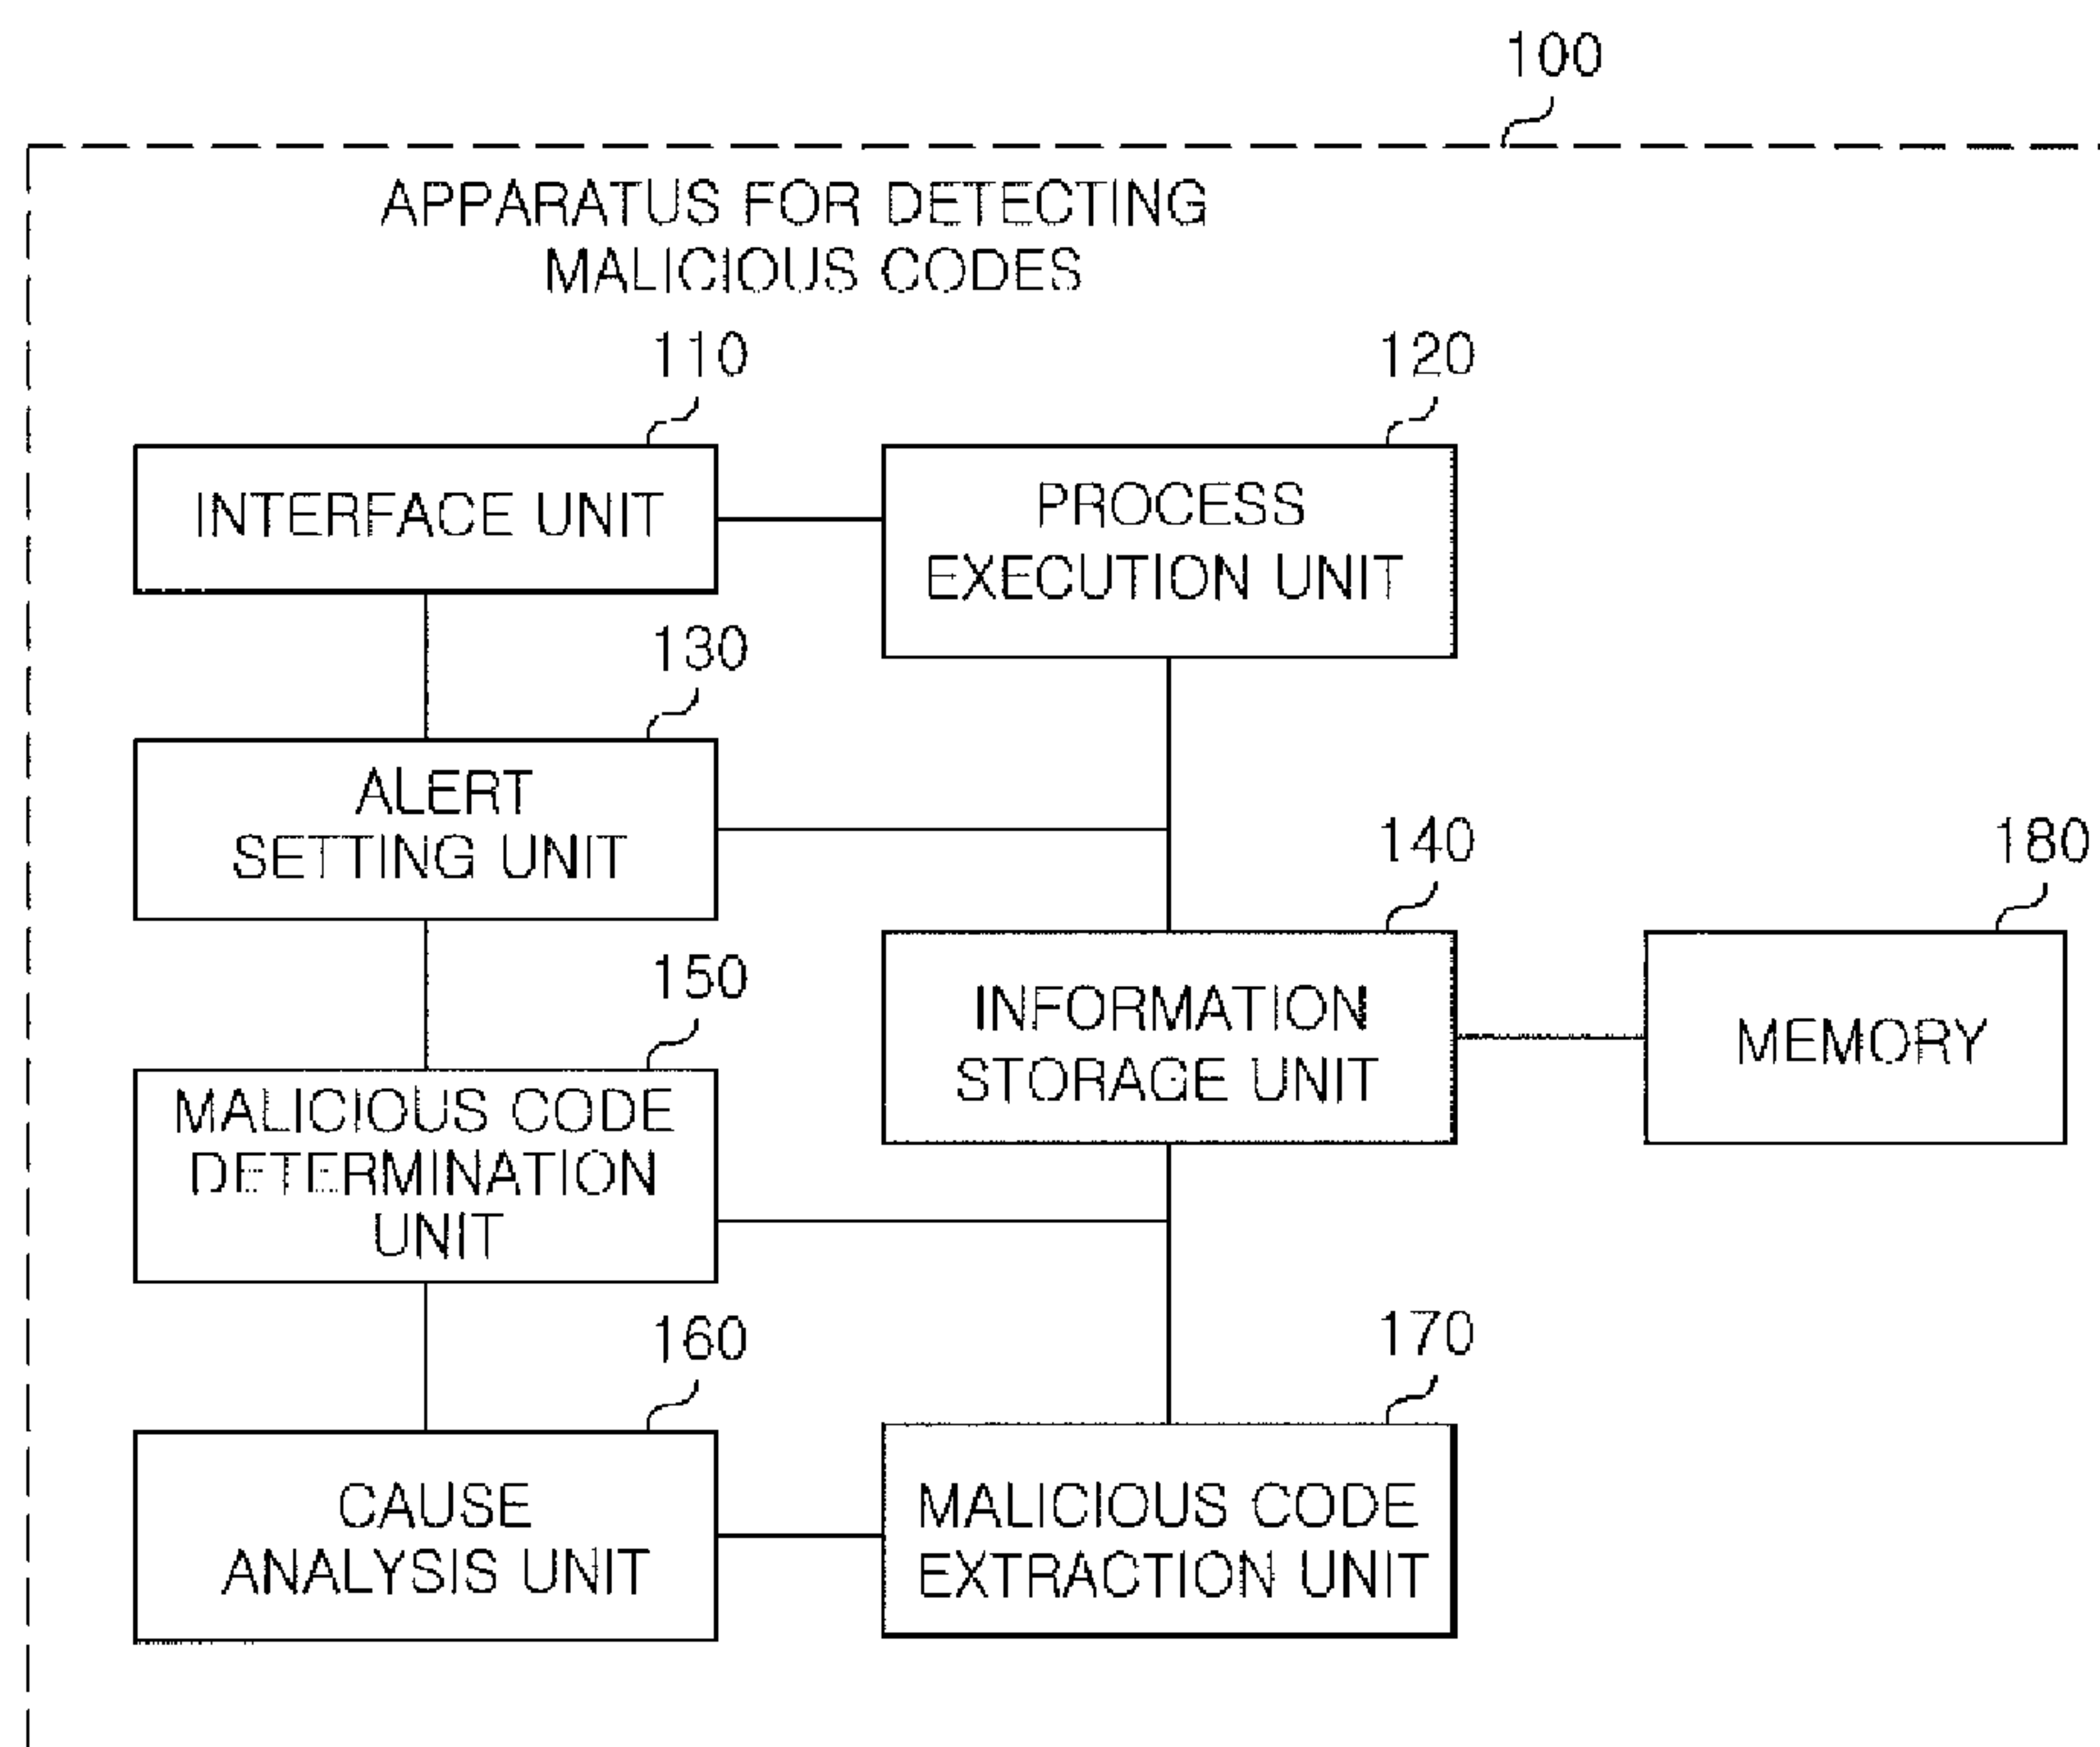 100
APPARATUS FOR DETECTING
MALICIOUS CODES
110
120
INTERFACE UNIT
PROCESS
EXECUTION UNIT
130
ALERT
SETTING UNIT
140
180
INFORMATION
STORAGE UNIT
MEMORY
150
MALICIOUS CODE
DETERMINATION
UNIT
160
170
CAUSE
ANALYSIS UNIT
MALICIOUS CODE
EXTRACTION UNIT